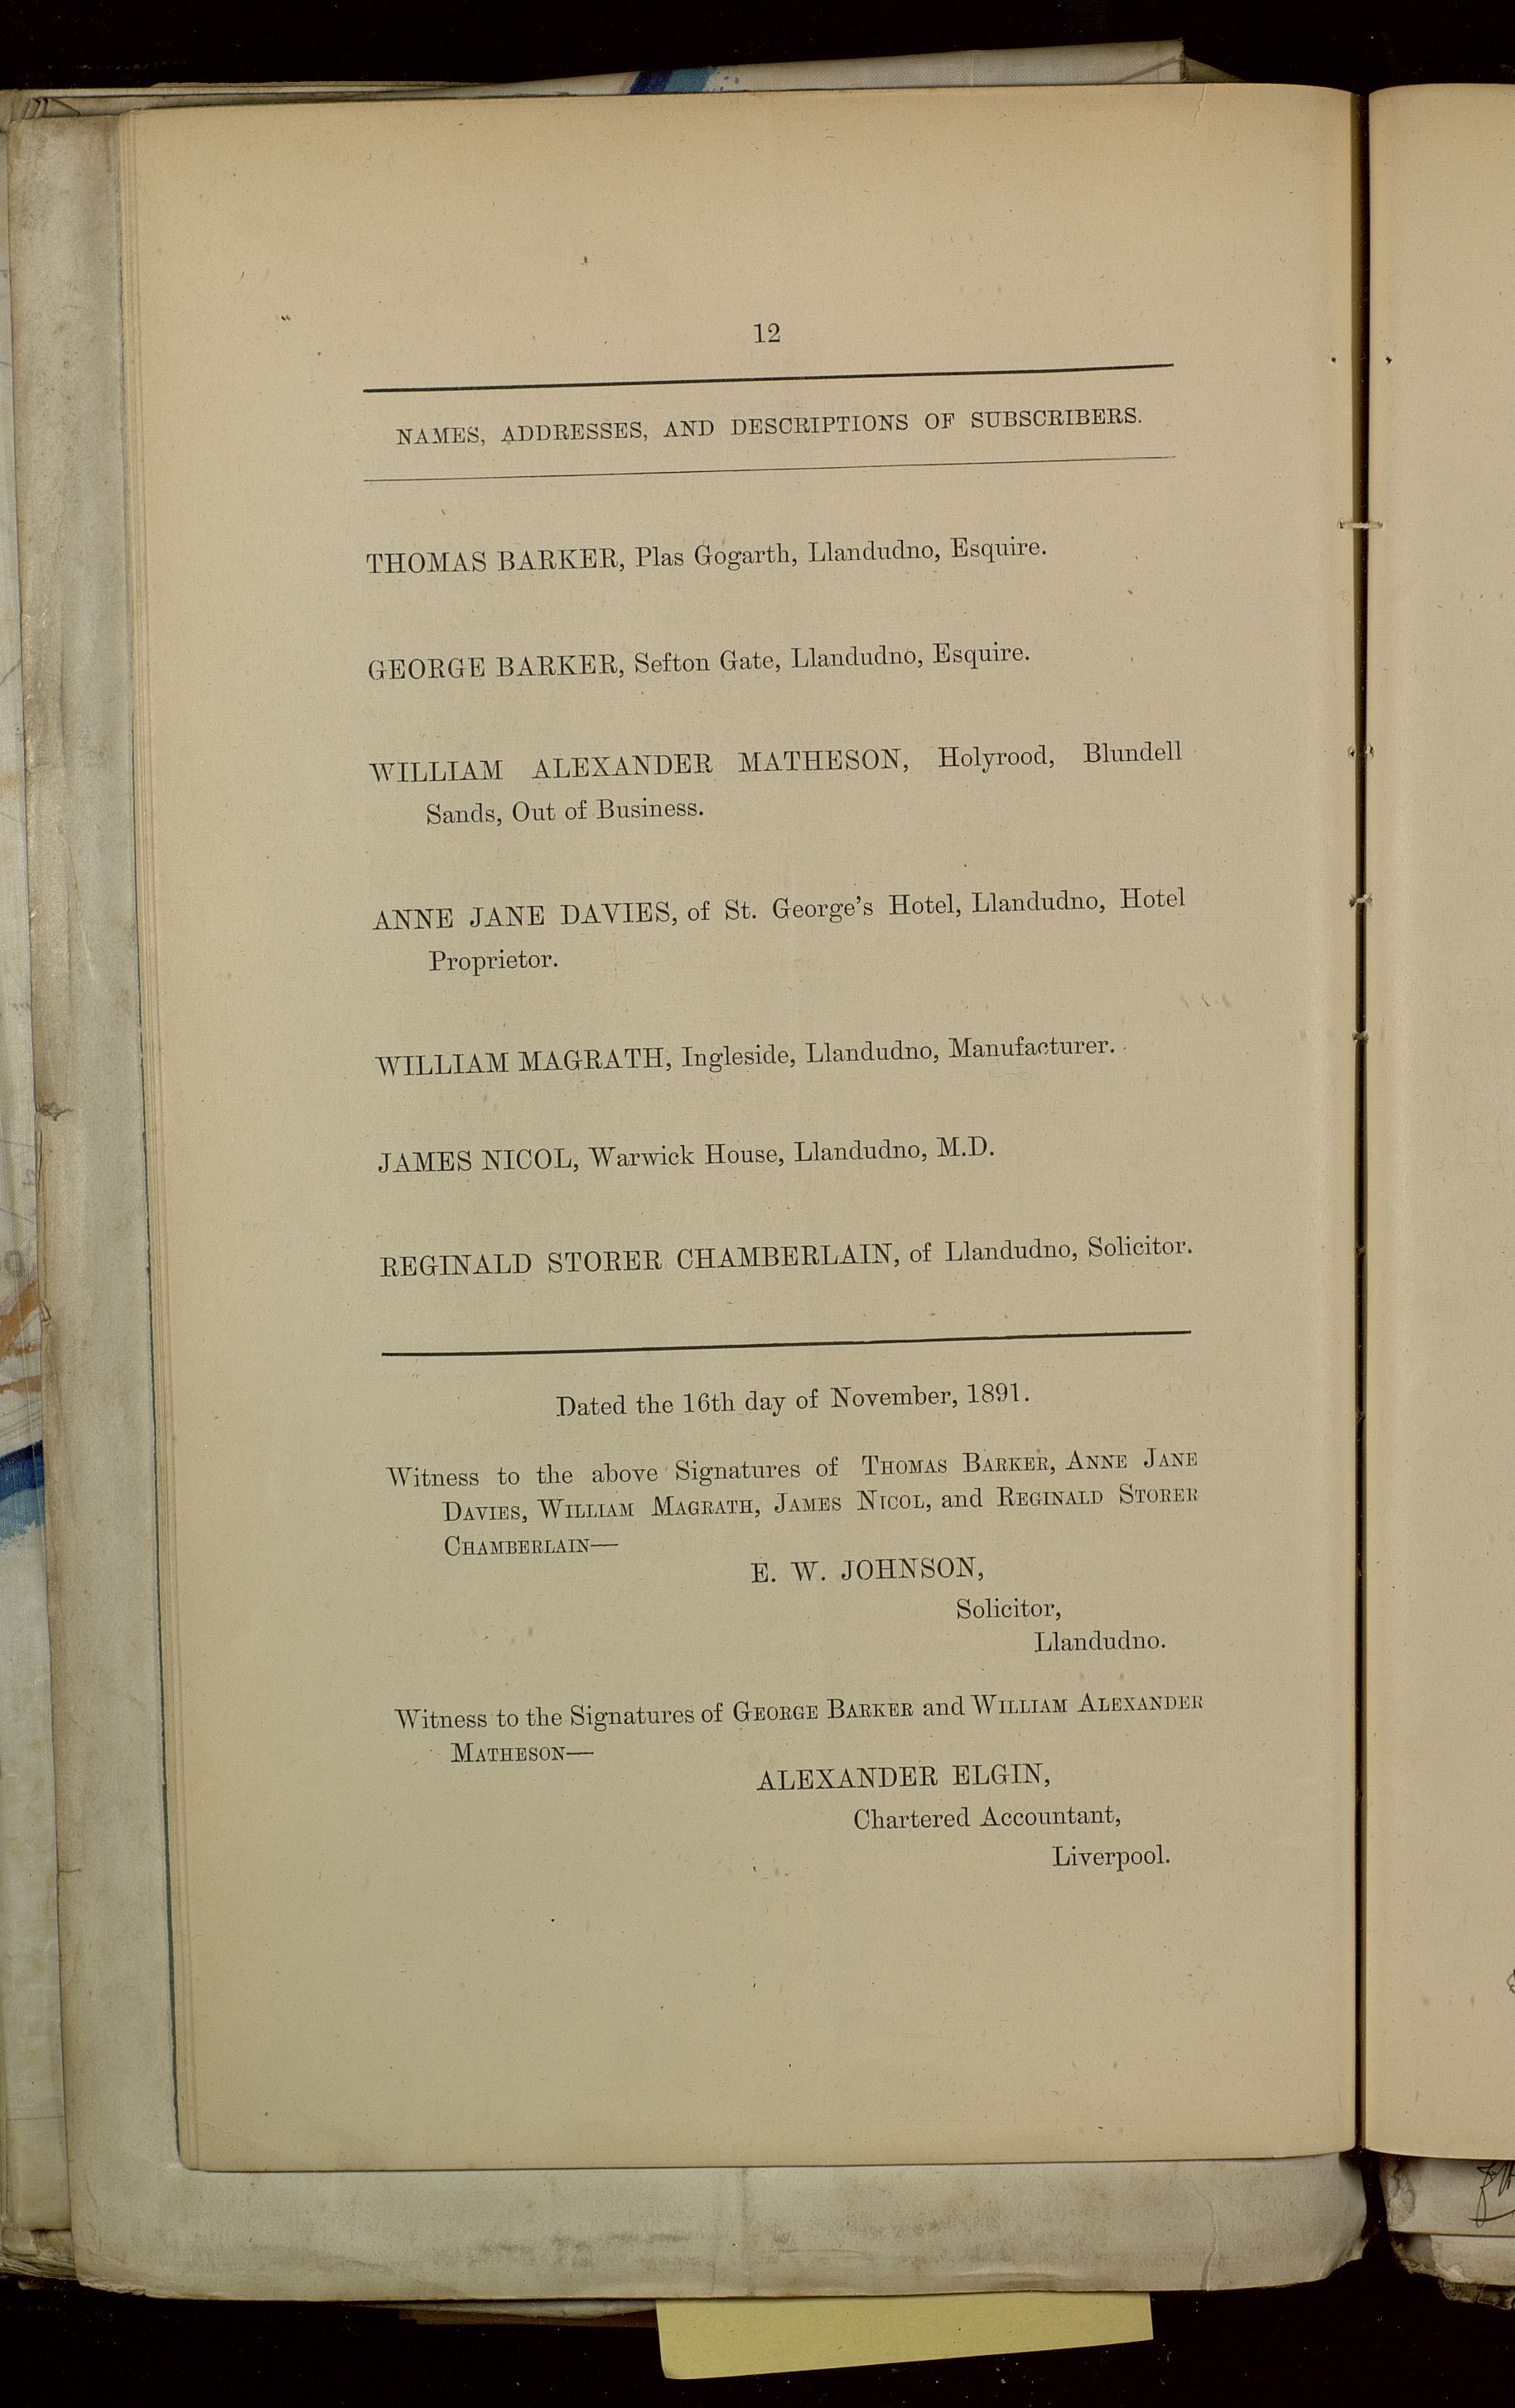 12
NAMES, ADDRESSES, AND DESCRIPTIONS OF SUBSCRIBERS.
THOMAS BARKER, Plas Gogarth, Llandudno, Esquire.
GEORGE BARKER, Sefton Gate, Llandudno, Esquire.
WILLIAM ALEXANDER MATHESON, Holyrood, Blundell
Sands, Out of Business.
ANNE JANE DAVIES, of St. George's Hotel, Llandudno, Hotel
Proprietor.
WILLIAM MAGRATH, Ingleside, Llandudno, Manufacturer.
JAMES NICOL, Warwick House, Llandudno, M.D.
REGINALD STORER CHAMBERLAIN, of Llandudno, Solicitor.
Dated the 16th day of November, 1891.
Witness to the above Signatures of THOMAS BARKER, ANNE JANE
DAVIES, WILLIAM MAGRATH, JAMES NICOL, and REGINALD STORER
CHAMBERLAIN—
E. W. JOHNSON,
Solicitor,
Llandudno.
Witness to the Signatures of GEORGE BARKER and WILLIAM ALEXANDER
MATHESON—
ALEXANDER ELGIN,
Chartered Accountant,
Liverpool.